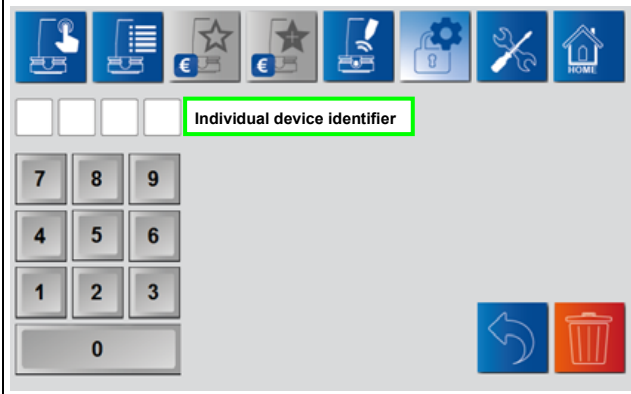 €
€
HOME
Individual device identifier
7 8 9
4 5 6
1 2 3
0